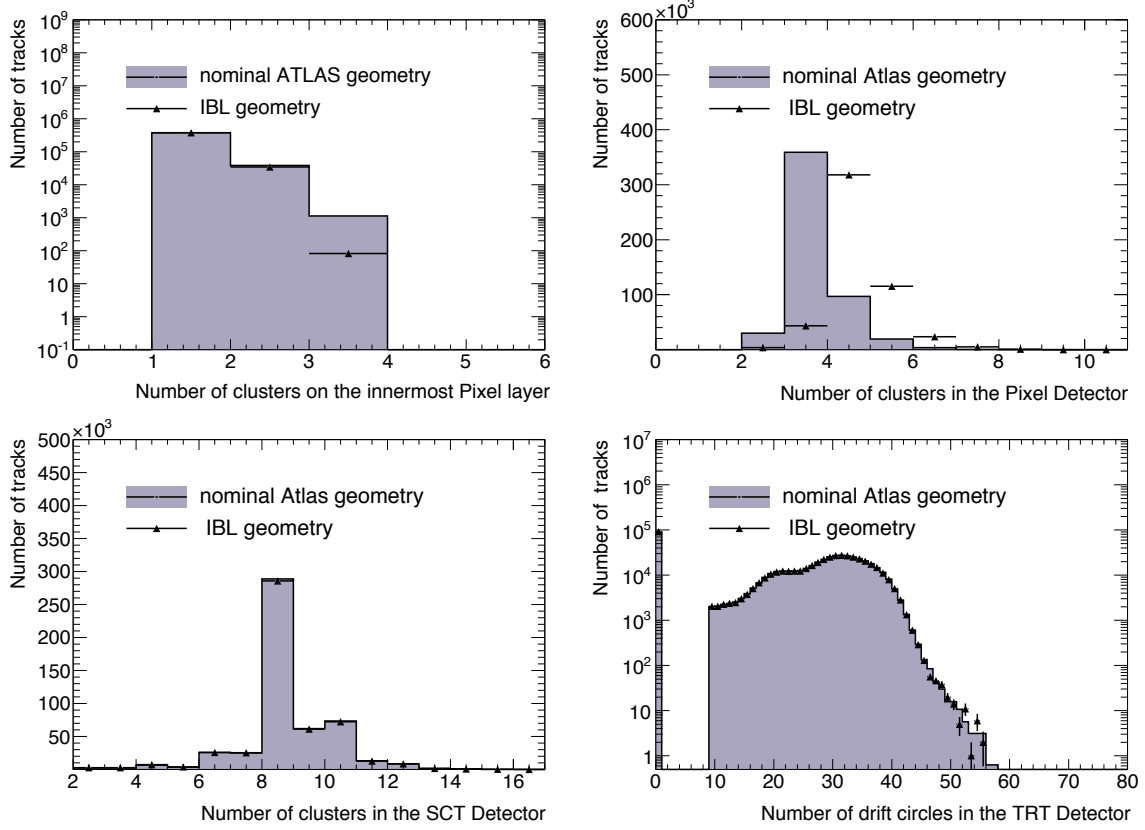 Number of tracks
10^9
10^8
10^7
10^6
10^5
10^4
10^3
10^2
10
1
10^-1
nominal ATLAS geometry
IBL geometry
0 1 2 3 4 5 6
Number of clusters on the innermost Pixel layer
Number of tracks
×10^3
600
500
400
300
200
100
nominal Atlas geometry
IBL geometry
0 2 4 6 8 10
Number of clusters in the Pixel Detector
Number of tracks
×10^3
500
450
400
350
300
250
200
150
100
50
nominal Atlas geometry
IBL geometry
2 4 6 8 10 12 14 16
Number of clusters in the SCT Detector
Number of tracks
10^7
10^6
10^5
10^4
10^3
10^2
10
1
nominal Atlas geometry
IBL geometry
0 10 20 30 40 50 60 70 80
Number of drift circles in the TRT Detector